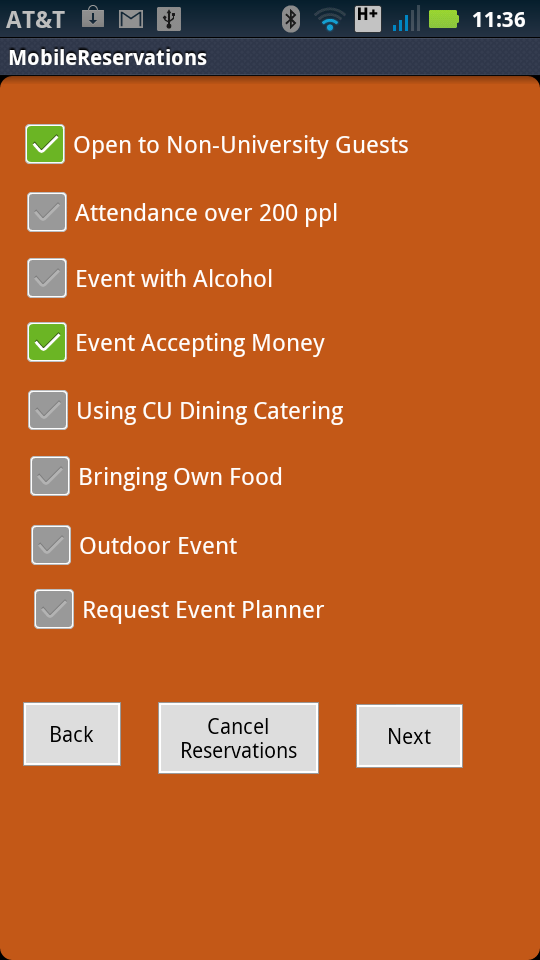 AT&T H+ 11:36
MobileReservations
Open to Non-University Guests
Attendance over 200 ppl
Event with Alcohol
Event Accepting Money
Using CU Dining Catering
Bringing Own Food
Outdoor Event
Request Event Planner
Back
Cancel
Reservations
Next